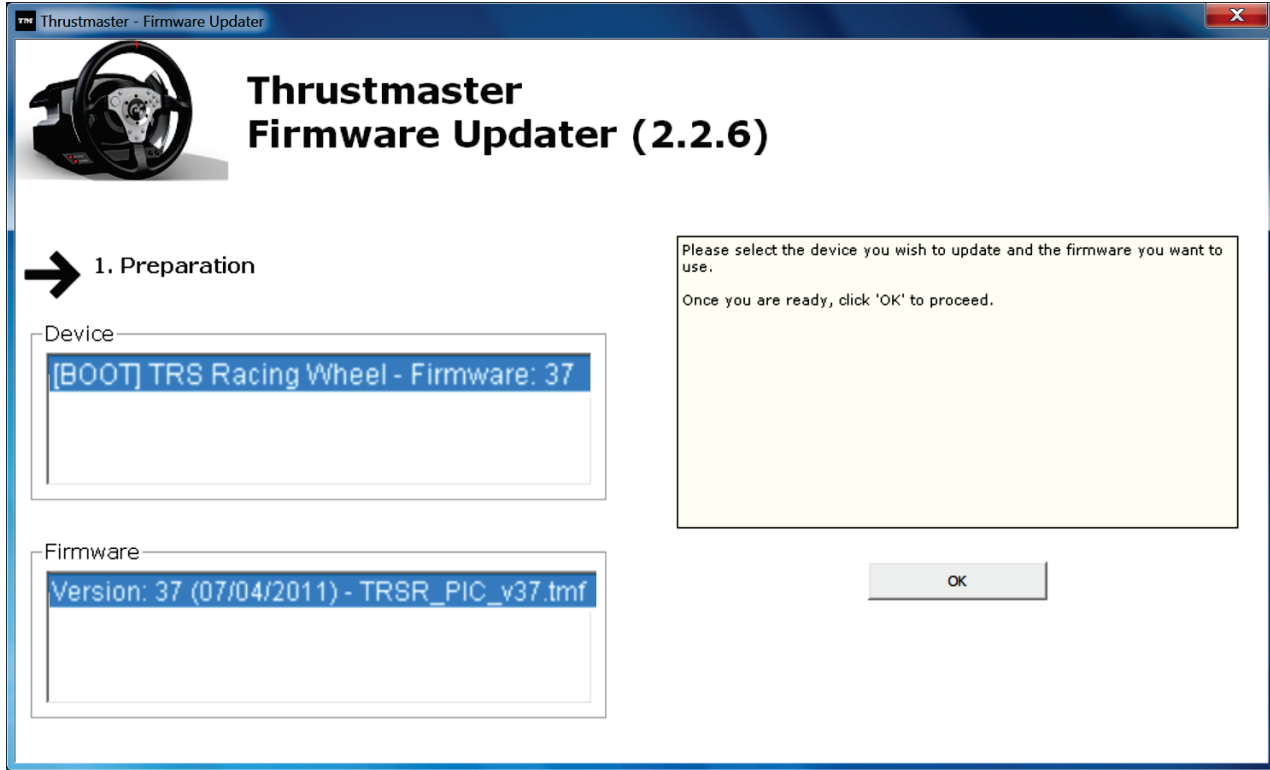 TM Thrustmaster - Firmware Updater
X
Thrustmaster
Firmware Updater (2.2.6)
1. Preparation
Device
[BOOT] TRS Racing Wheel - Firmware: 37
Firmware
Version: 37 (07/04/2011) - TRSR_PIC_v37.tmf
Please select the device you wish to update and the firmware you want to
use.
Once you are ready, click 'OK' to proceed.
OK